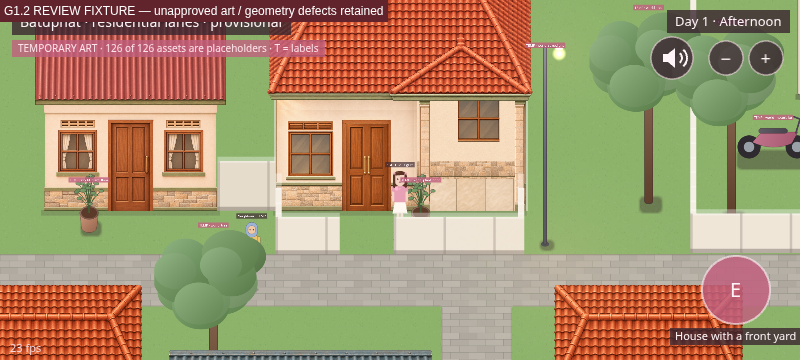 G1.2 REVIEW FIXTURE — unapproved art / geometry defects retained
Batuphat · residential lanes · provisional
TEMPORARY ART · 126 of 126 assets are placeholders · T = labels
Day 1 · Afternoon
−
+
E
House with a front yard
23 fps